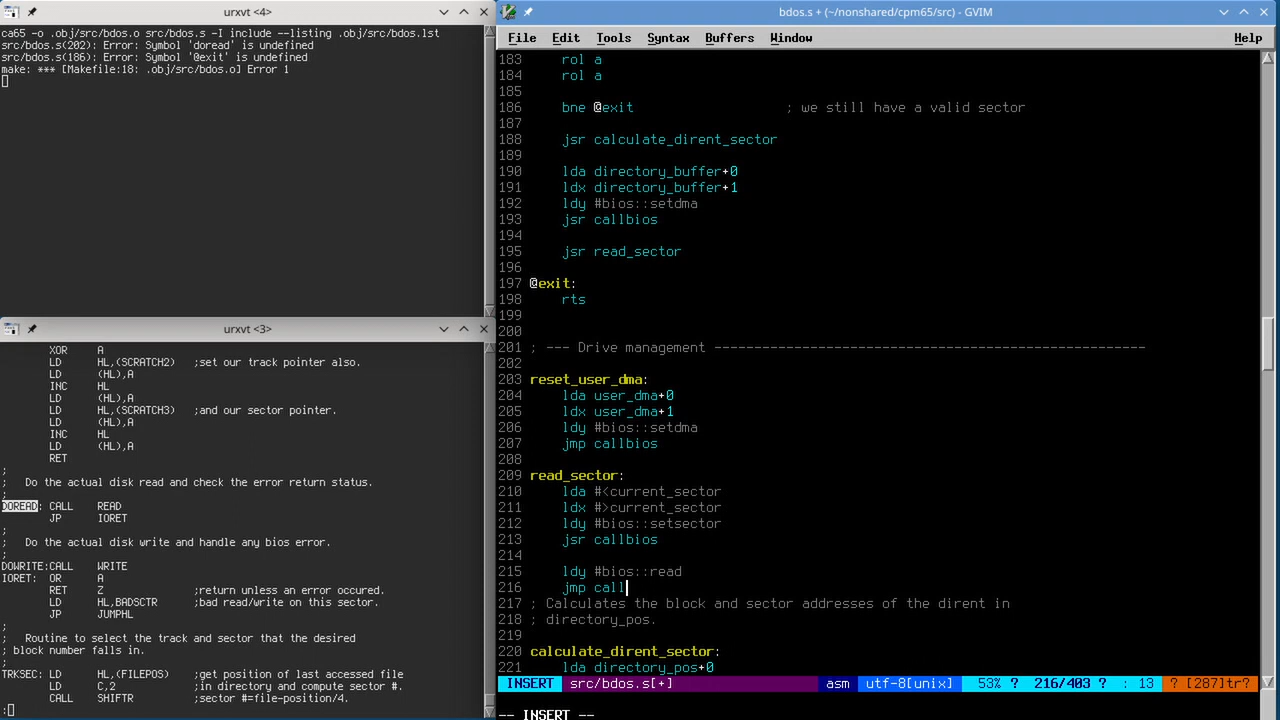 urxvt <4>
ca65 -o .obj/src/bdos.o src/bdos.s -I include --listing .obj/src/bdos.lst
src/bdos.s(202): Error: Symbol 'doread' is undefined
src/bdos.s(186): Error: Symbol '@exit' is undefined
make: *** [Makefile:18: .obj/src/bdos.o] Error 1
urxvt <3>
XOR A
LD HL,(SCRATCH2) ;set our track pointer also.
LD (HL),A
INC HL
LD (HL),A
LD HL,(SCRATCH3) ;and our sector pointer.
LD (HL),A
INC HL
LD (HL),A
RET
;
; Do the actual disk read and check the error return status.
;
DOREAD: CALL READ
JP IORET
;
; Do the actual disk write and handle any bios error.
;
DOWRITE:CALL WRITE
IORET: OR A
RET Z ;return unless an error occured.
LD HL,BADSCTR ;bad read/write on this sector.
JP JUMPHL
;
; Routine to select the track and sector that the desired
; block number falls in.
;
TRKSEC: LD HL,(FILEPOS) ;get position of last accessed file
LD C,2 ;in directory and compute sector #.
CALL SHIFTR ;sector #=file-position/4.
:
bdos.s + (~/nonshared/cpm65/src) - GVIM
File Edit Tools Syntax Buffers Window Help
183 rol a
184 rol a
185
186 bne @exit ; we still have a valid sector
187
188 jsr calculate_dirent_sector
189
190 lda directory_buffer+0
191 ldx directory_buffer+1
192 ldy #bios::setdma
193 jsr callbios
194
195 jsr read_sector
196
197 @exit:
198 rts
199
200
201 ; --- Drive management ------------------------------------------------------
202
203 reset_user_dma:
204 lda user_dma+0
205 ldx user_dma+1
206 ldy #bios::setdma
207 jmp callbios
208
209 read_sector:
210 lda #<current_sector
211 ldx #>current_sector
212 ldy #bios::setsector
213 jsr callbios
214
215 ldy #bios::read
216 jmp call
217 ; Calculates the block and sector addresses of the dirent in
218 ; directory_pos.
219
220 calculate_dirent_sector:
221 lda directory_pos+0
INSERT src/bdos.s[+] asm utf-8[unix] 53% ? 216/403 ? : 13 ? [287]tr?
-- INSERT --